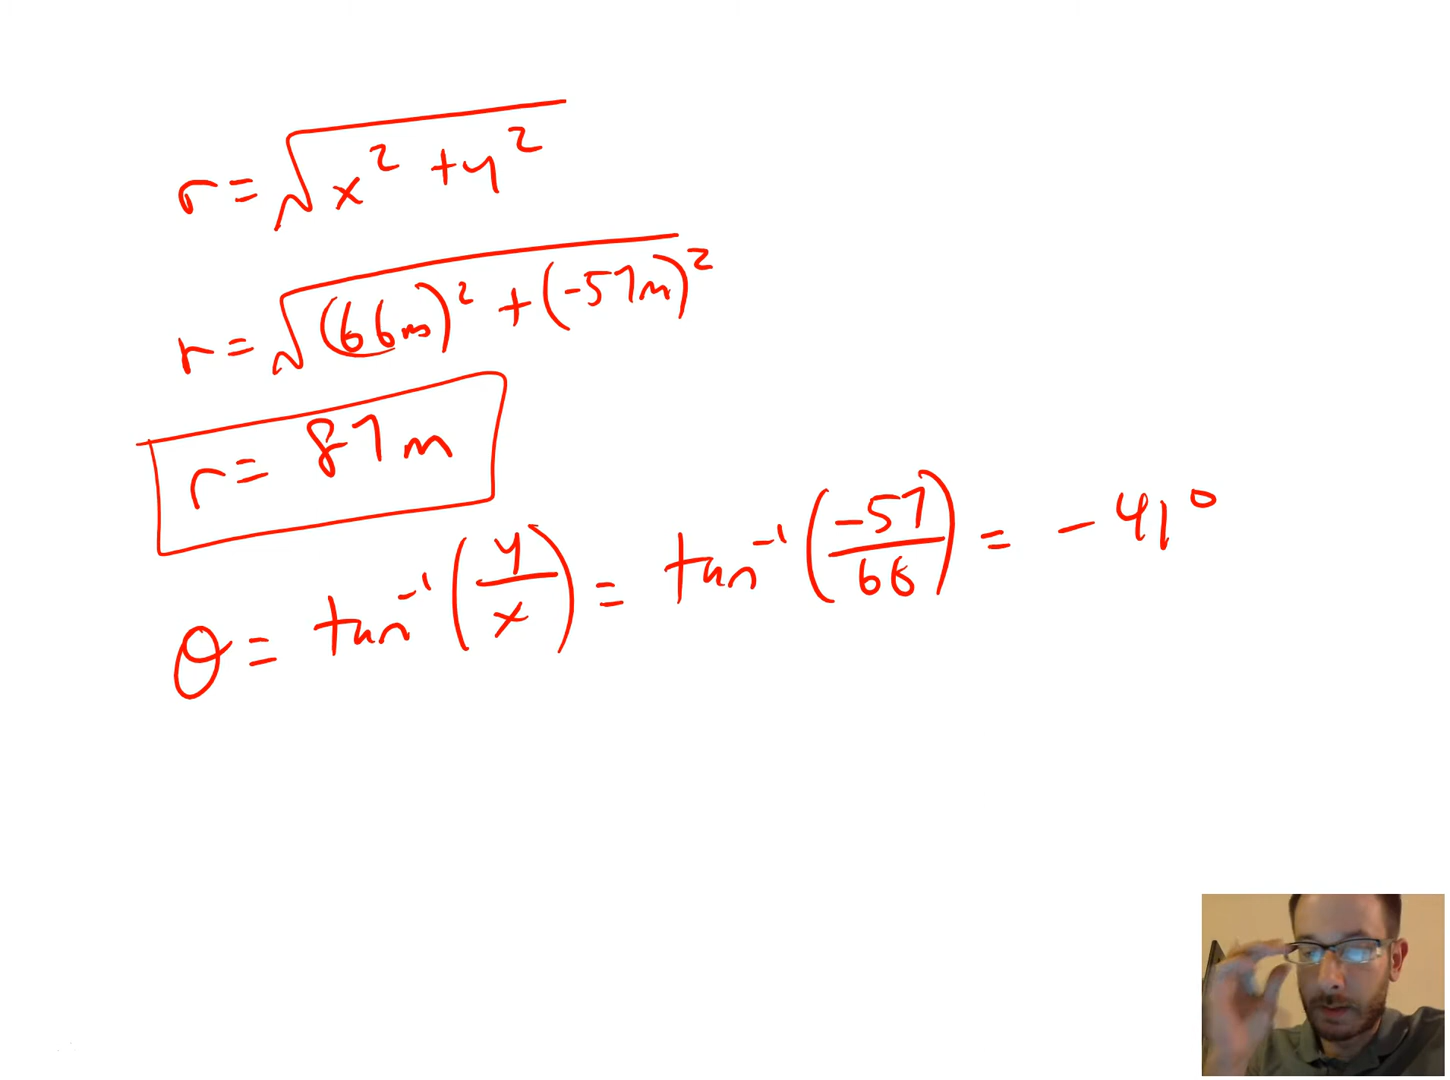 r = √x² + y²
r = √(66m)² + (-57m)²
r = 87m
θ = tan⁻¹(y/x) = tan⁻¹(-57/66) = -41°